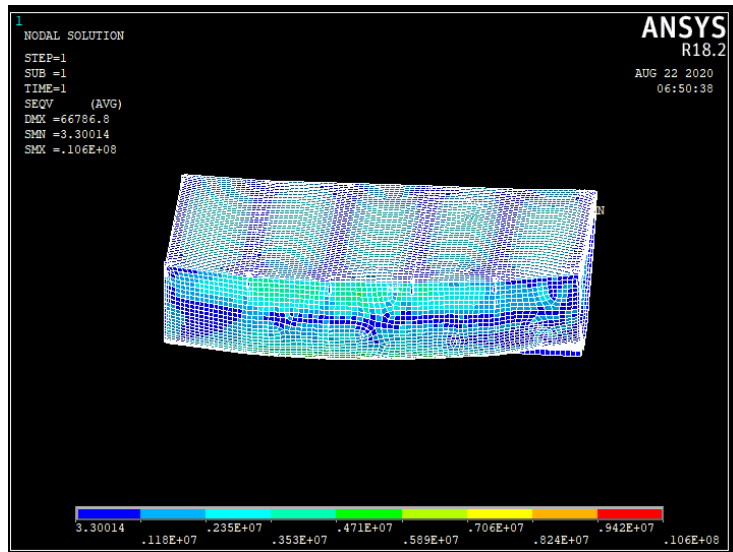 1
NODAL SOLUTION
STEP=1
SUB =1
TIME=1
SEQV (AVG)
DMX =66786.8
SMN =3.30014
SMX =.106E+08
ANSYS
R18.2
AUG 22 2020
06:50:38
N
3.30014 .235E+07 .471E+07 .706E+07 .942E+07
.118E+07 .353E+07 .589E+07 .824E+07 .106E+08